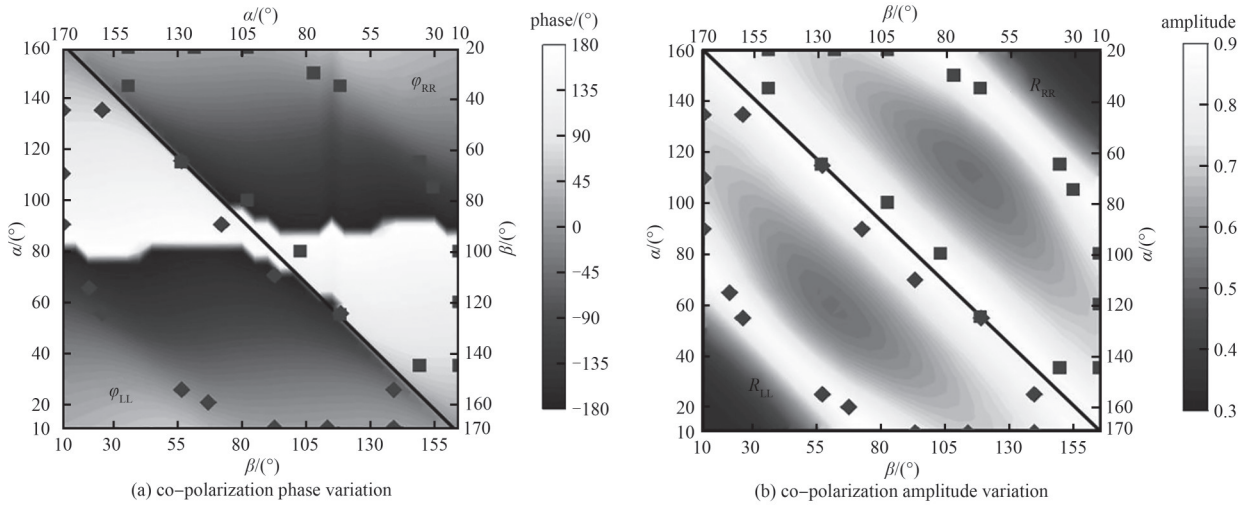 α/(°)
170 155 130 105 80 55 30 10
phase/(°)
160 140 120 100 80 60 40 20 10
α/(°)
φRR
φLL
20 40 60 80 100 120 140 160 170
β/(°)
10 30 55 80 105 130 155
β/(°)
180
135
90
45
0
−45
−90
−135
−180
(a) co−polarization phase variation
β/(°)
170 155 130 105 80 55 30 10
amplitude
160 140 120 100 80 60 40 20 10
α/(°)
RRR
RLL
20 40 60 80 100 120 140 160 170
α/(°)
10 30 55 80 105 130 155
β/(°)
0.9
0.8
0.7
0.6
0.5
0.4
0.3
(b) co−polarization amplitude variation